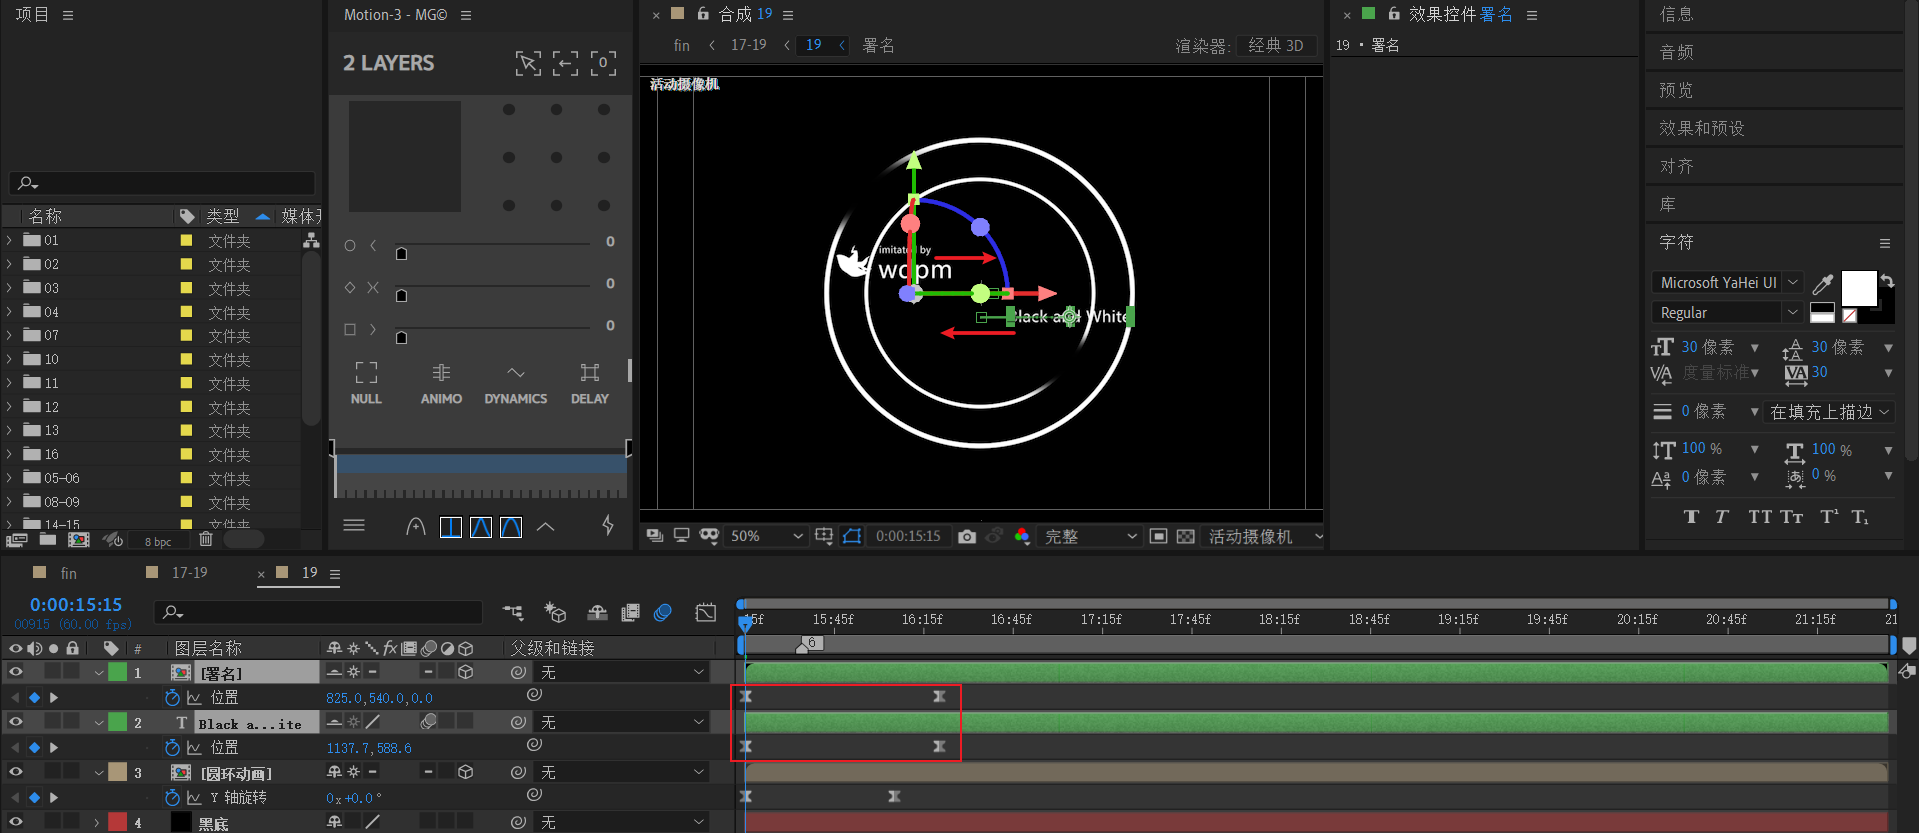 项目
名称 类型 媒体开
01 文件夹
02 文件夹
03 文件夹
04 文件夹
07 文件夹
10 文件夹
11 文件夹
12 文件夹
13 文件夹
16 文件夹
05-06 文件夹
08-09 文件夹
14-15 文件夹
8 bpc
Motion-3 - MG©
2 LAYERS
0
0
0
0
NULL ANIMO DYNAMICS DELAY
合成 19
fin 17-19 19 署名
渲染器: 经典 3D
活动摄像机
imitated by
wdpm
Black and White
50% 0:00:15:15 完整 活动摄像机
效果控件 署名
19 • 署名
信息
音频
预览
效果和预设
对齐
库
字符
Microsoft YaHei UI
Regular
30 像素 30 像素
度量标准 30
0 像素 在填充上描边
100 % 100 %
0 像素 0 %
fin 17-19 19
0:00:15:15
00915 (60.00 fps)
15f 15:45f 16:15f 16:45f 17:15f 17:45f 18:15f 18:45f 19:15f 19:45f 20:15f 20:45f 21:15f 21
6
# 图层名称 父级和链接
1 [署名] 无
位置 825.0,540.0,0.0
2 Black a...ite 无
位置 1137.7,588.6
3 [圆环动画] 无
Y 轴旋转 0x+0.0°
4 黑底 无